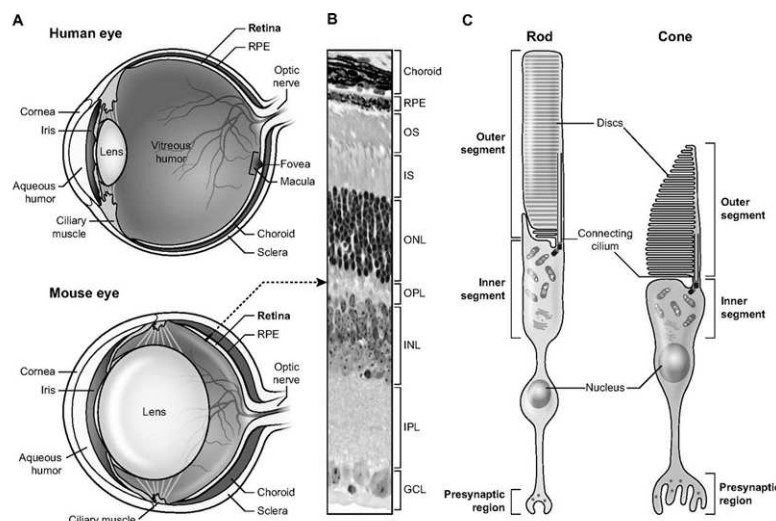 A
Human eye
Retina
RPE
Optic
nerve
Cornea
Iris
Lens
Vitreous
humor
Aqueous
humor
Ciliary
muscle
Fovea
Macula
Choroid
Sclera
Mouse eye
Retina
RPE
Optic
nerve
Cornea
Iris
Lens
Aqueous
humor
Ciliary muscle
Choroid
Sclera
B
Choroid
RPE
OS
IS
ONL
OPL
INL
IPL
GCL
C
Rod
Cone
Discs
Outer
segment
Outer
segment
Connecting
cilium
Inner
segment
Inner
segment
Nucleus
Presynaptic
region
Presynaptic
region